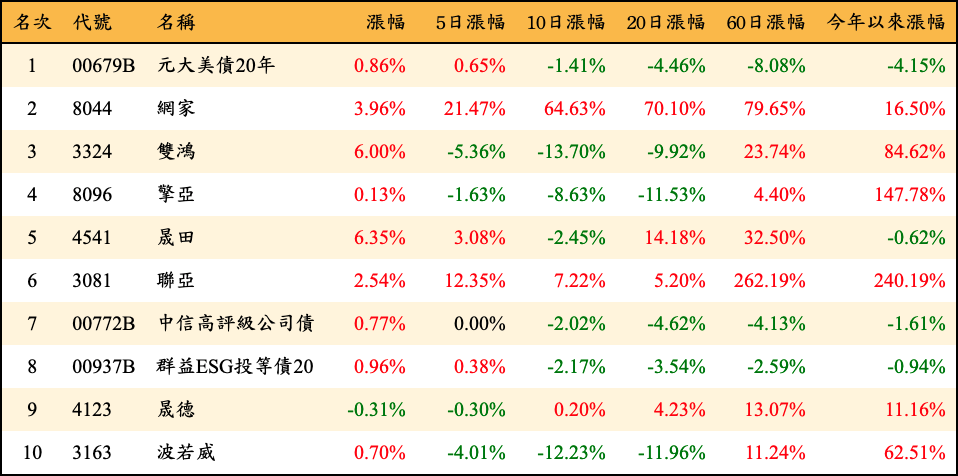 名次 代號 名稱 漲幅 5日漲幅 10日漲幅 20日漲幅 60日漲幅 今年以來漲幅
1 00679B 元大美債20年 0.86% 0.65% -1.41% -4.46% -8.08% -4.15%
2 8044 網家 3.96% 21.47% 64.63% 70.10% 79.65% 16.50%
3 3324 雙鴻 6.00% -5.36% -13.70% -9.92% 23.74% 84.62%
4 8096 擎亞 0.13% -1.63% -8.63% -11.53% 4.40% 147.78%
5 4541 晟田 6.35% 3.08% -2.45% 14.18% 32.50% -0.62%
6 3081 聯亞 2.54% 12.35% 7.22% 5.20% 262.19% 240.19%
7 00772B 中信高評級公司債 0.77% 0.00% -2.02% -4.62% -4.13% -1.61%
8 00937B 群益ESG投等債20 0.96% 0.38% -2.17% -3.54% -2.59% -0.94%
9 4123 晟德 -0.31% -0.30% 0.20% 4.23% 13.07% 11.16%
10 3163 波若威 0.70% -4.01% -12.23% -11.96% 11.24% 62.51%